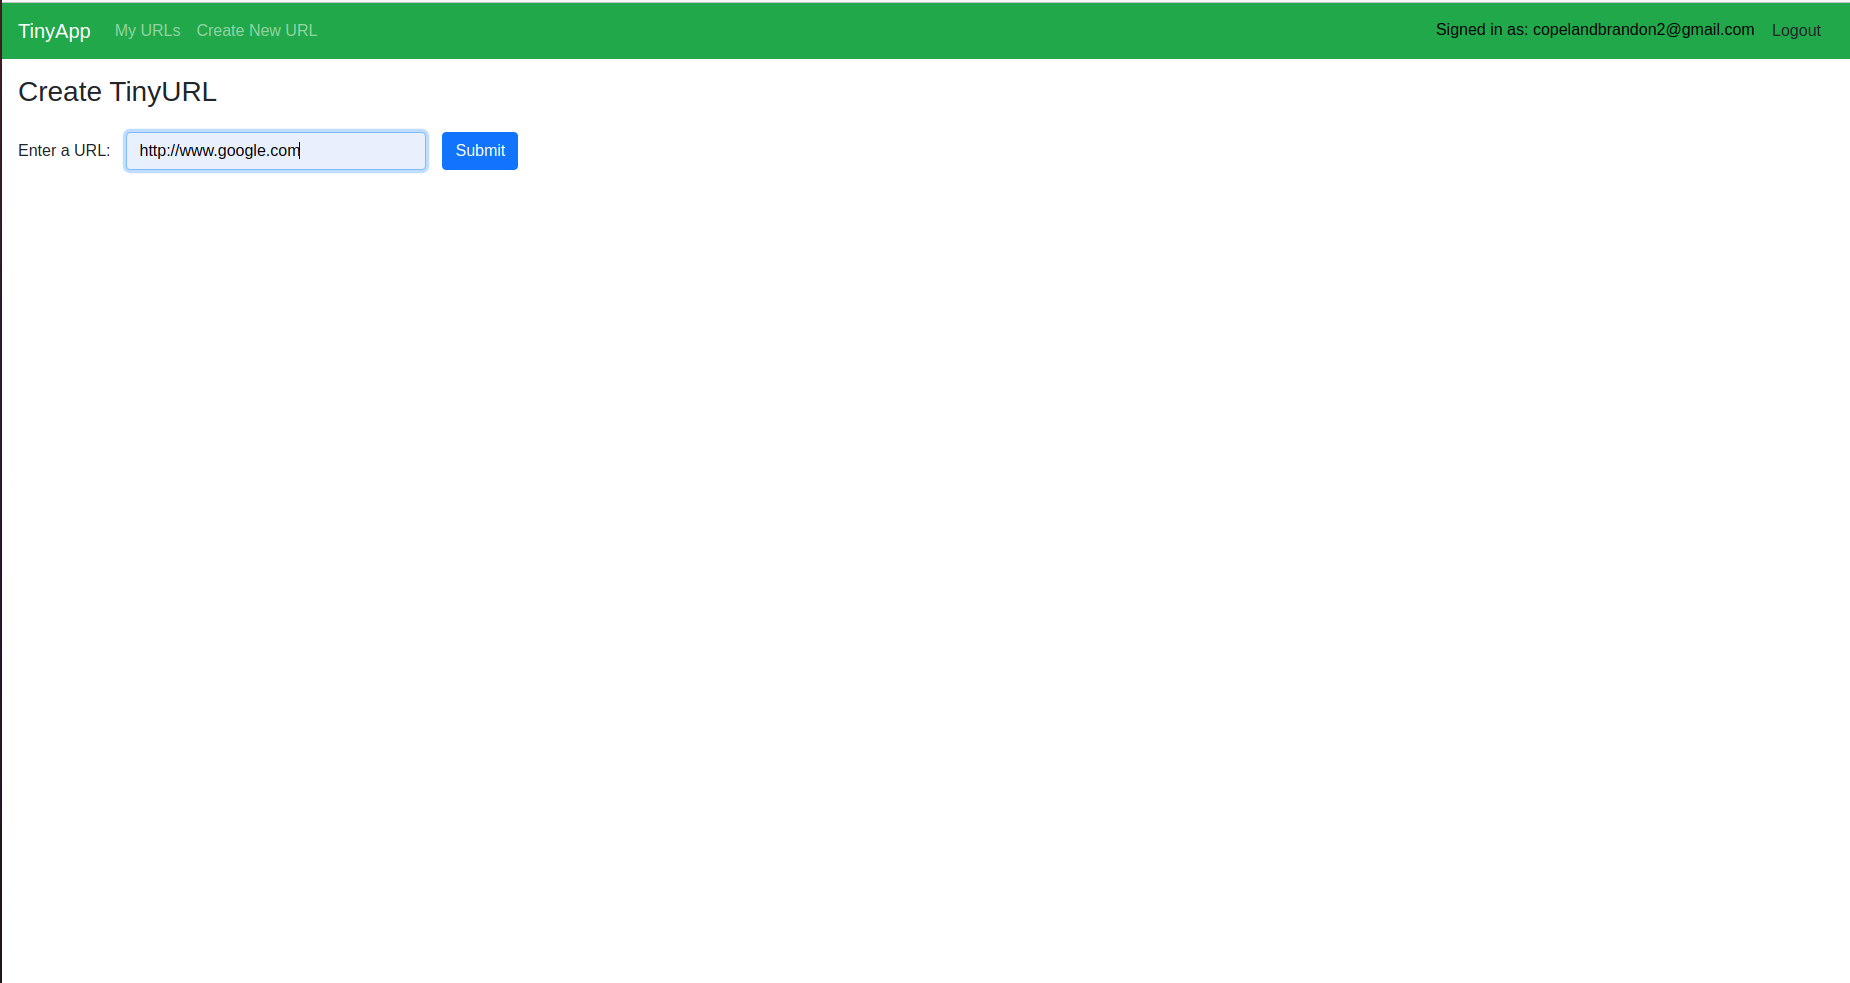 TinyApp My URLs Create New URL Signed in as: copelandbrandon2@gmail.com Logout
Create TinyURL
Enter a URL: http://www.google.com Submit